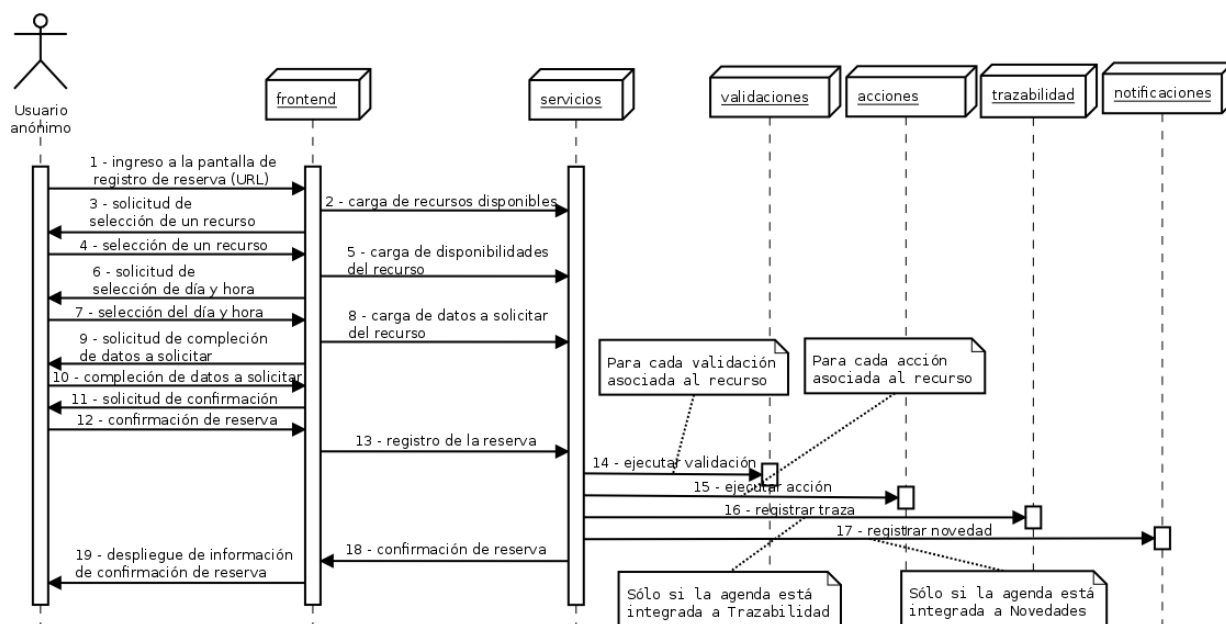 Usuario
anónimo
frontend
servicios
validaciones
acciones
trazabilidad
notificaciones
1 - ingreso a la pantalla de
registro de reserva (URL)
2 - carga de recursos disponibles
3 - solicitud de
selección de un recurso
4 - selección de un recurso
5 - carga de disponibilidades
del recurso
6 - solicitud de
selección de día y hora
7 - selección del día y hora
8 - carga de datos a solicitar
del recurso
9 - solicitud de compleción
de datos a solicitar
10 - compleción de datos a solicitar
11 - solicitud de confirmación
12 - confirmación de reserva
Para cada validación
asociada al recurso
Para cada acción
asociada al recurso
13 - registro de la reserva
14 - ejecutar validación
15 - ejecutar acción
16 - registrar traza
17 - registrar novedad
18 - confirmación de reserva
19 - despliegue de información
de confirmación de reserva
Sólo si la agenda está
integrada a Trazabilidad
Sólo si la agenda está
integrada a Novedades